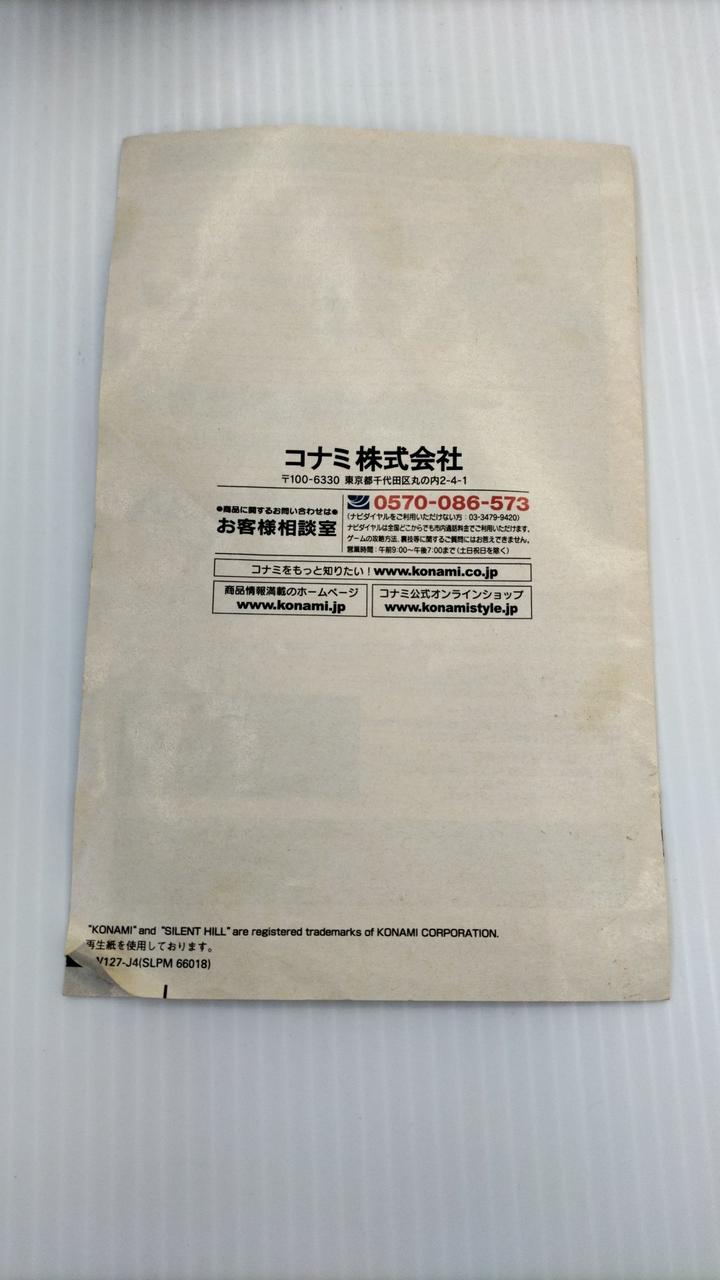 コナミ株式会社
〒100-6330 東京都千代田区丸の内2-4-1
●商品に関するお問い合わせは●
お客様相談室
0570-086-573
(ナビダイヤルをご利用いただけない方:03-3479-9420)
ナビダイヤルは全国どこからでも市内通話料金でご利用いただけます。
ゲームの攻略方法、裏技等に関するご質問にはお答えできません。
営業時間:午前9:00〜午後7:00まで(土日祝日を除く)
コナミをもっと知りたい!www.konami.co.jp
商品情報満載のホームページ
www.konami.jp
コナミ公式オンラインショップ
www.konamistyle.jp
"KONAMI" and "SILENT HILL" are registered trademarks of KONAMI CORPORATION.
再生紙を使用しております。
127-J4(SLPM 66018)